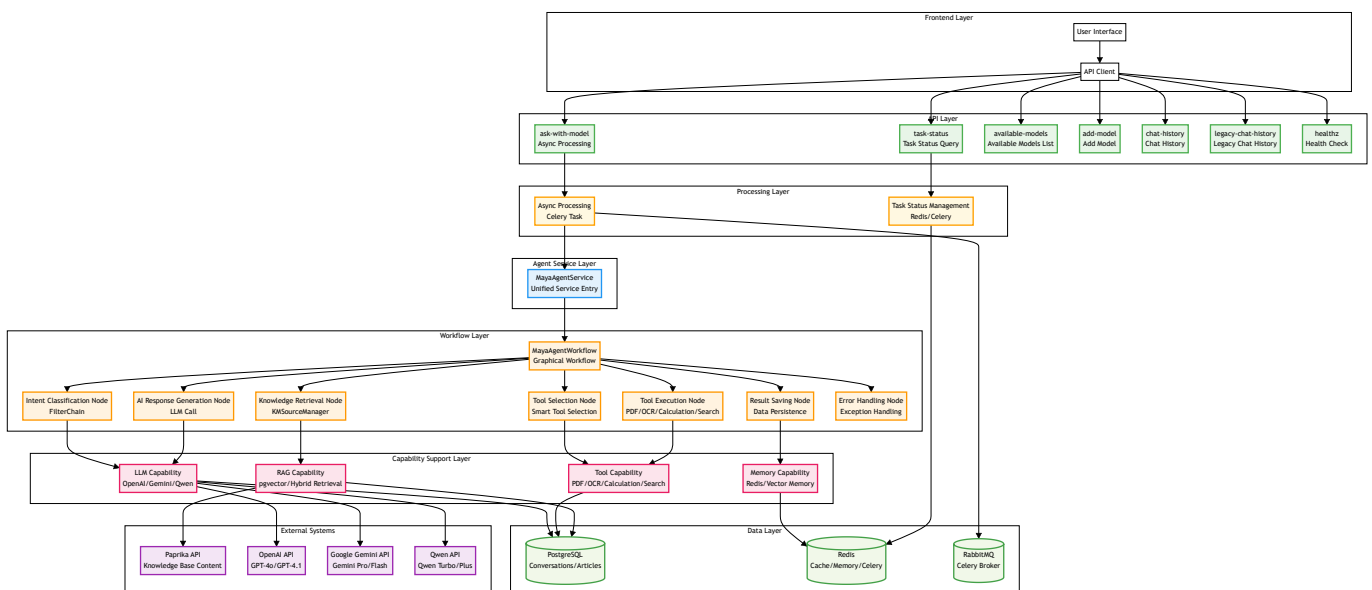 Frontend Layer
User Interface
API Client
API Layer
ask-with-model
Async Processing
task-status
Task Status Query
available-models
Available Models List
add-model
Add Model
chat-history
Chat History
legacy-chat-history
Legacy Chat History
healthz
Health Check
Processing Layer
Async Processing
Celery Task
Task Status Management
Redis/Celery
Agent Service Layer
MayaAgentService
Unified Service Entry
Workflow Layer
MayaAgentWorkflow
Graphical Workflow
Intent Classification Node
FilterChain
AI Response Generation Node
LLM Call
Knowledge Retrieval Node
KMSourceManager
Tool Selection Node
Smart Tool Selection
Tool Execution Node
PDF/OCR/Calculation/Search
Result Saving Node
Data Persistence
Error Handling Node
Exception Handling
Capability Support Layer
LLM Capability
OpenAI/Gemini/Qwen
RAG Capability
pgvector/Hybrid Retrieval
Tool Capability
PDF/OCR/Calculation/Search
Memory Capability
Redis/Vector Memory
External Systems
Paprika API
Knowledge Base Content
OpenAI API
GPT-4o/GPT-4.1
Google Gemini API
Gemini Pro/Flash
Qwen API
Qwen Turbo/Plus
Data Layer
PostgreSQL
Conversations/Articles
Redis
Cache/Memory/Celery
RabbitMQ
Celery Broker